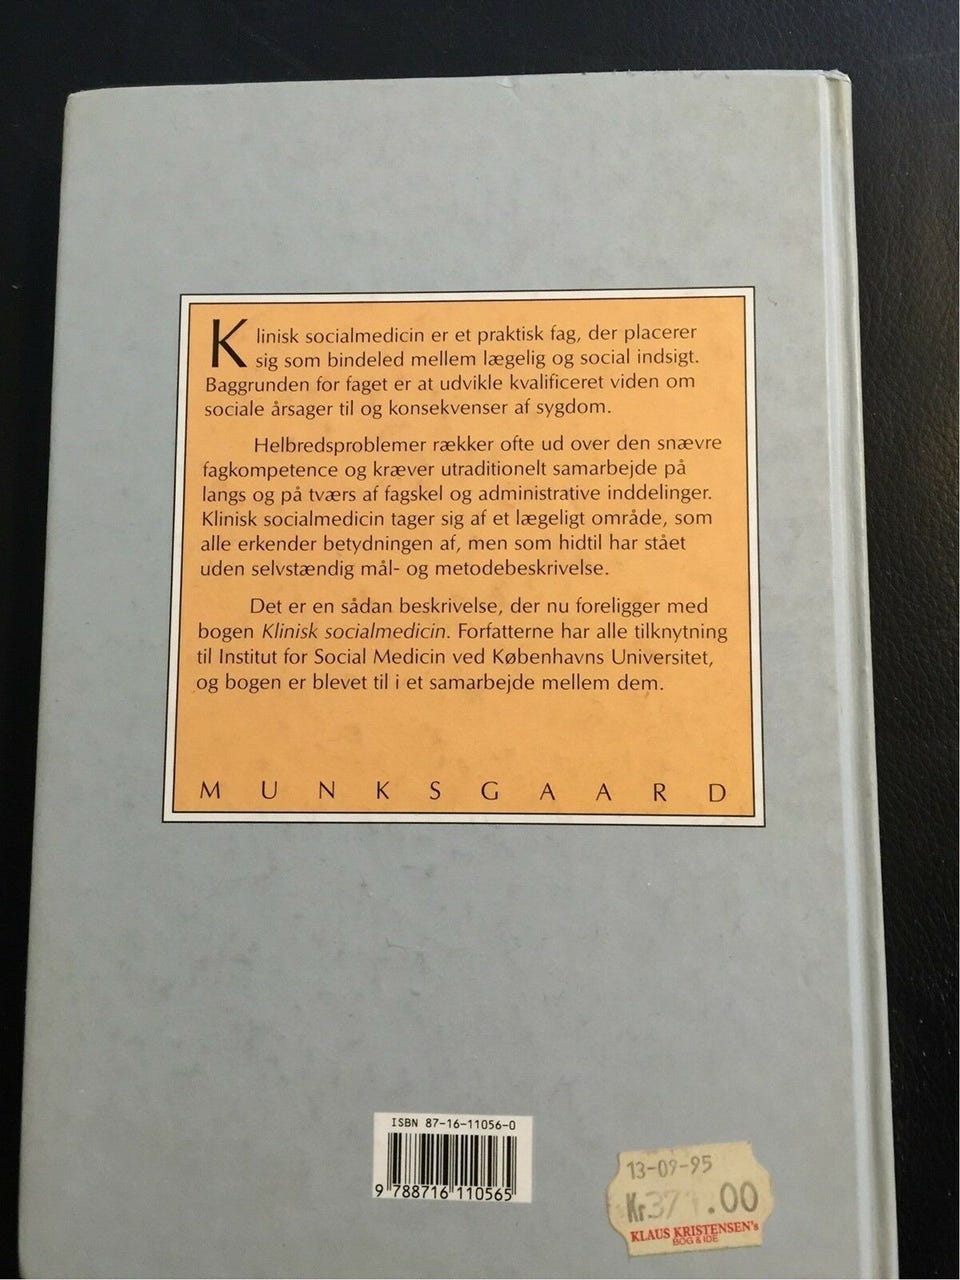 Klinisk socialmedicin er et praktisk fag, der placerer
sig som bindeled mellem lægelig og social indsigt.
Baggrunden for faget er at udvikle kvalificeret viden om
sociale årsager til og konsekvenser af sygdom.
Helbredsproblemer rækker ofte ud over den snævre
fagkompetence og kræver utraditionelt samarbejde på
langs og på tværs af fagskel og administrative inddelinger.
Klinisk socialmedicin tager sig af et lægeligt område, som
alle erkender betydningen af, men som hidtil har stået
uden selvstændig mål- og metodebeskrivelse.
Det er en sådan beskrivelse, der nu foreligger med
bogen Klinisk socialmedicin. Forfatterne har alle tilknytning
til Institut for Social Medicin ved Københavns Universitet,
og bogen er blevet til i et samarbejde mellem dem.
MUNKSGAARD
ISBN 87-16-11056-0
9 788716 110565
13-09-95
Kr.
KLAUS KRISTENSEN's
BOG & IDE